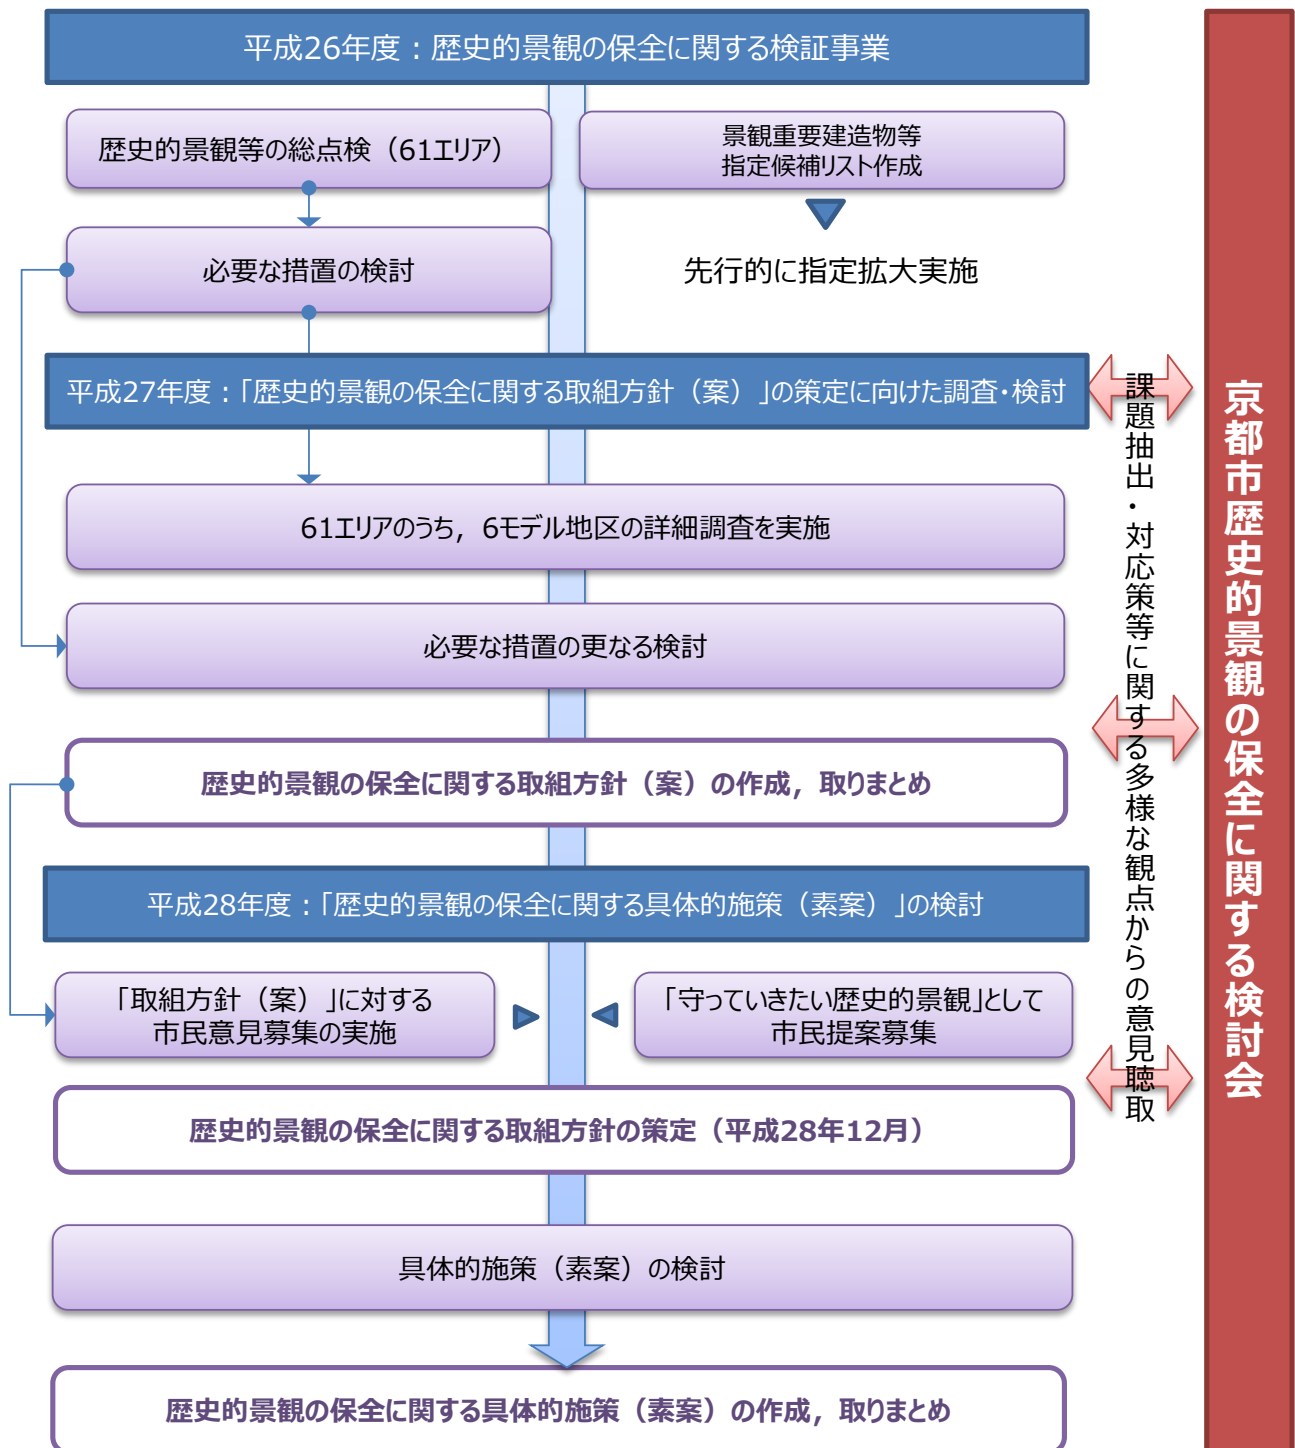 平成26年度：歴史的景観の保全に関する検証事業
歴史的景観等の総点検（61エリア）
景観重要建造物等
指定候補リスト作成
必要な措置の検討
先行的に指定拡大実施
平成27年度：「歴史的景観の保全に関する取組方針（案）」の策定に向けた調査・検討
61エリアのうち，6モデル地区の詳細調査を実施
必要な措置の更なる検討
歴史的景観の保全に関する取組方針（案）の作成，取りまとめ
平成28年度：「歴史的景観の保全に関する具体的施策（素案）」の検討
「取組方針（案）」に対する
市民意見募集の実施
「守っていきたい歴史的景観」として
市民提案募集
歴史的景観の保全に関する取組方針の策定（平成28年12月）
具体的施策（素案）の検討
歴史的景観の保全に関する具体的施策（素案）の作成，取りまとめ
課題抽出・対応策等に関する多様な観点からの意見聴取
京都市歴史的景観の保全に関する検討会